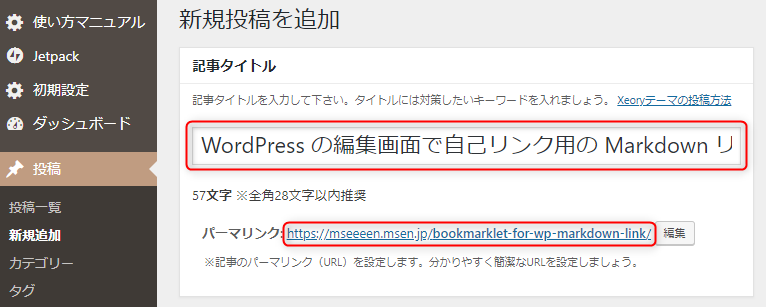 使い方マニュアル
Jetpack
初期設定
ダッシュボード
投稿
投稿一覧
新規追加
カテゴリー
タグ
新規投稿を追加
記事タイトル
記事タイトルを入力して下さい。タイトルには対策したいキーワードを入れましょう。 Xeoryテーマの投稿方法
WordPress の編集画面で自己リンク用の Markdown リ
57文字 ※全角28文字以内推奨
パーマリンク: https://mseeeen.msen.jp/bookmarklet-for-wp-markdown-link/ 編集
※記事のパーマリンク（URL）を設定します。分かりやすく簡潔なURLを設定しましょう。